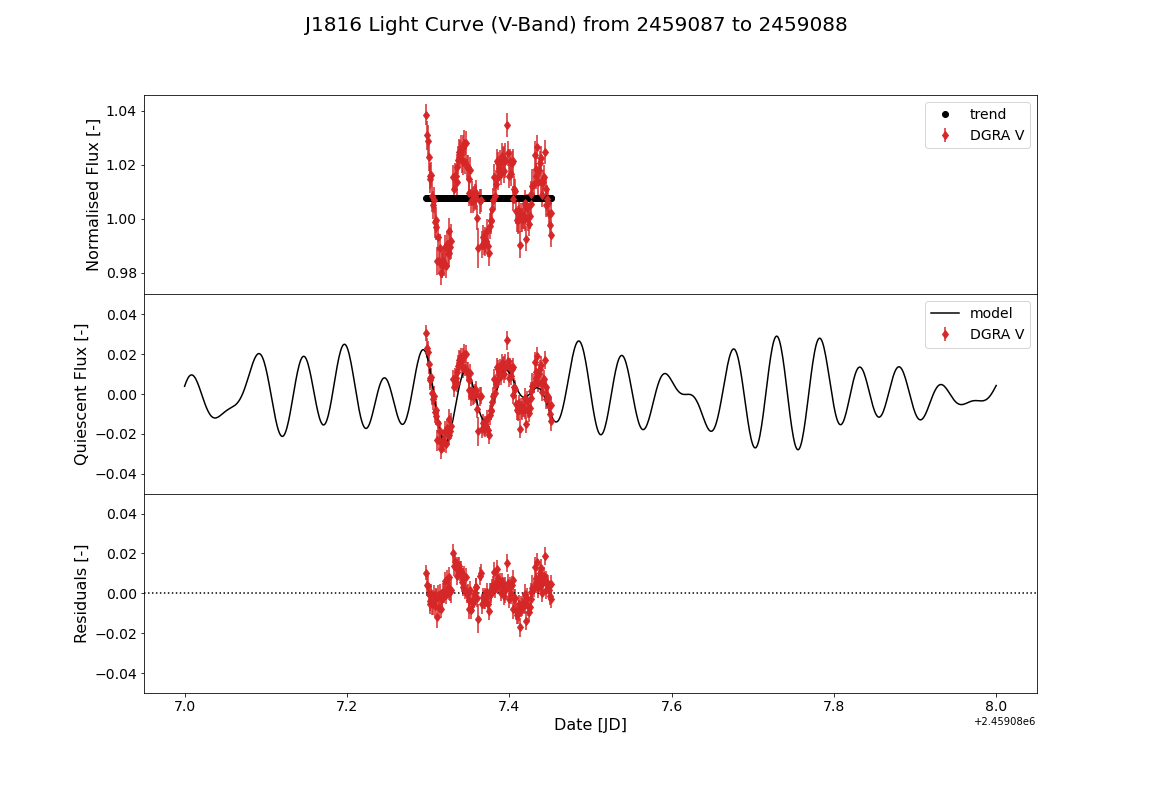 J1816 Light Curve (V-Band) from 2459087 to 2459088
Normalised Flux [-]
1.04
1.02
1.00
0.98
trend
DGRA V
Quiescent Flux [-]
0.04
0.02
0.00
−0.02
−0.04
model
DGRA V
Residuals [-]
0.04
0.02
0.00
−0.02
−0.04
7.0 7.2 7.4 7.6 7.8 8.0
+2.45908e6
Date [JD]